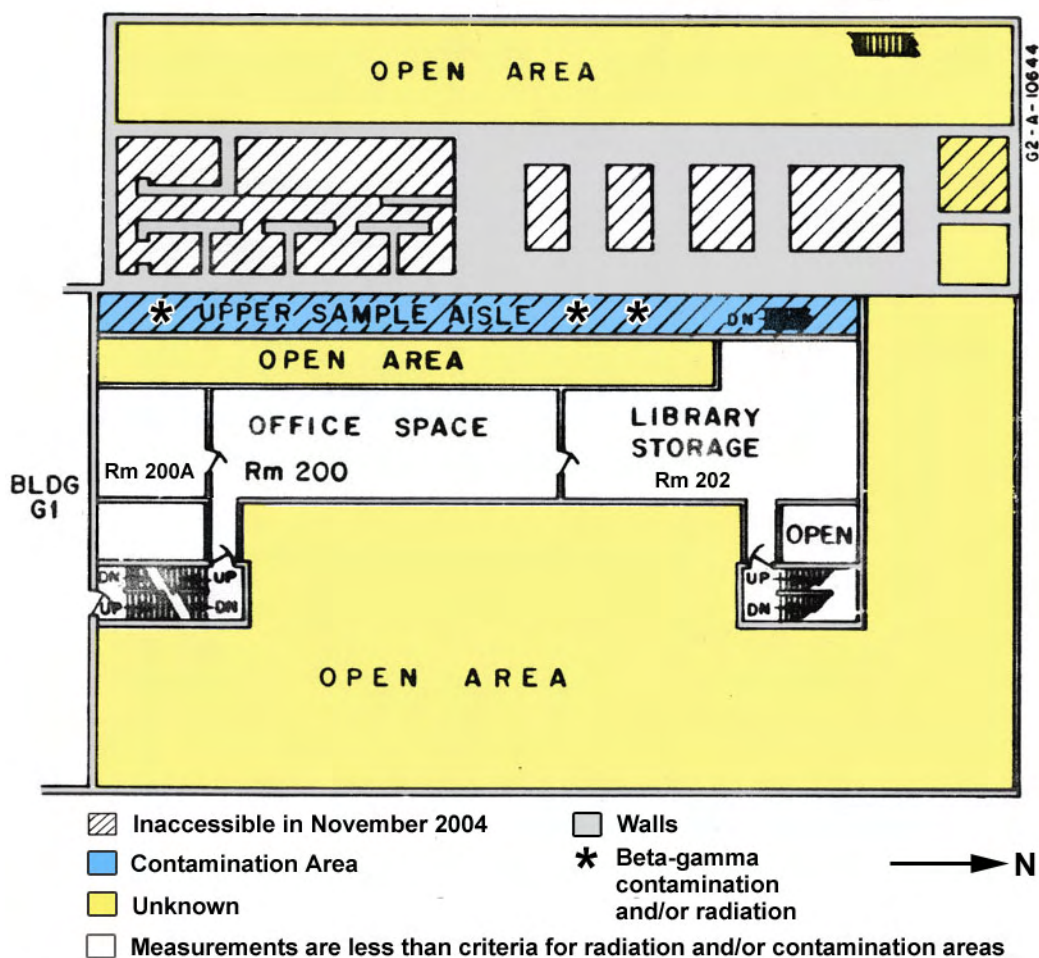 OPEN AREA
G2-A-10644
* UPPER SAMPLE AISLE * *
DN
OPEN AREA
OFFICE SPACE
Rm 200
Rm 200A
LIBRARY
STORAGE
Rm 202
BLDG
G1
OPEN
DN
UP
UP
DN
UP
DN
OPEN AREA
Inaccessible in November 2004
Contamination Area
Unknown
Measurements are less than criteria for radiation and/or contamination areas
Walls
* Beta-gamma
contamination
and/or radiation
N